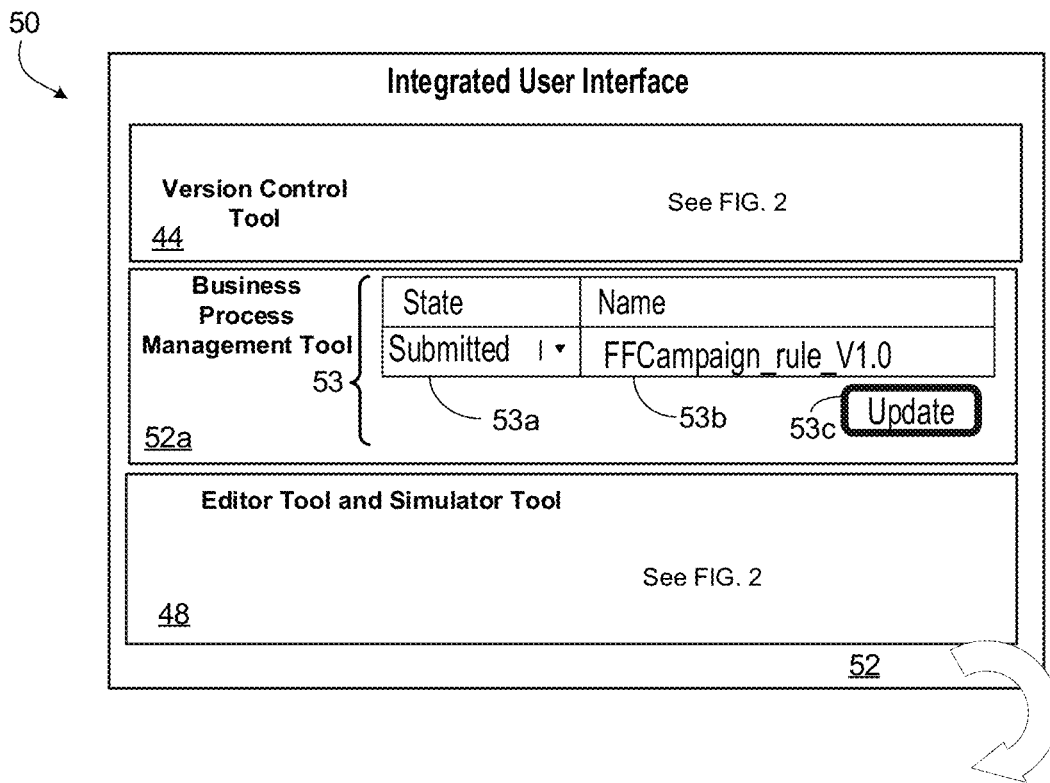 50
Integrated User Interface
Version Control
Tool
See FIG. 2
44
Business
Process
Management Tool
53
52a
State Name
Submitted FFCampaign_rule_V1.0
53a
53b
53c
Update
Editor Tool and Simulator Tool
See FIG. 2
48
52